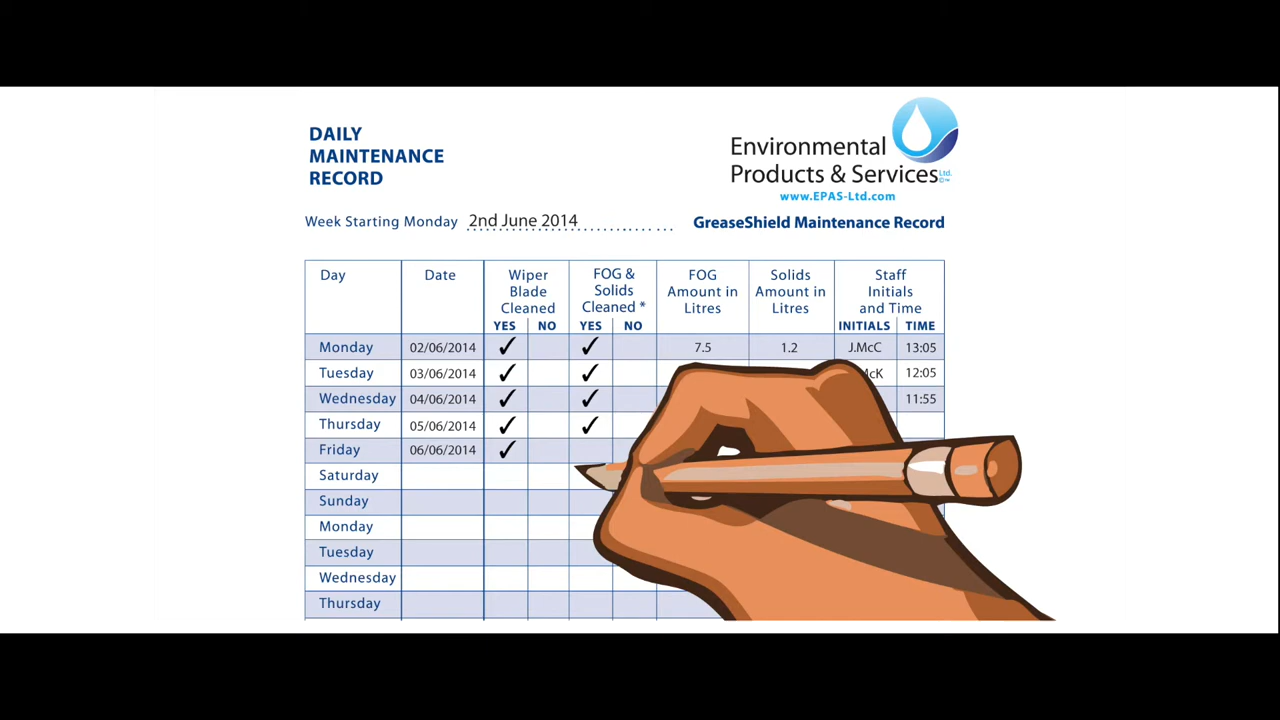 DAILY
MAINTENANCE
RECORD
Environmental
Products & Services Ltd.
www.EPAS-Ltd.com
Week Starting Monday 2nd June 2014
GreaseShield Maintenance Record
Day Date Wiper Blade Cleaned FOG & Solids Cleaned * FOG Amount in Litres Solids Amount in Litres Staff Initials and Time
YES NO YES NO INITIALS TIME
Monday 02/06/2014 ✓ ✓ 7.5 1.2 J.McC 13:05
Tuesday 03/06/2014 ✓ ✓ McK 12:05
Wednesday 04/06/2014 ✓ ✓ 11:55
Thursday 05/06/2014 ✓ ✓
Friday 06/06/2014 ✓
Saturday
Sunday
Monday
Tuesday
Wednesday
Thursday